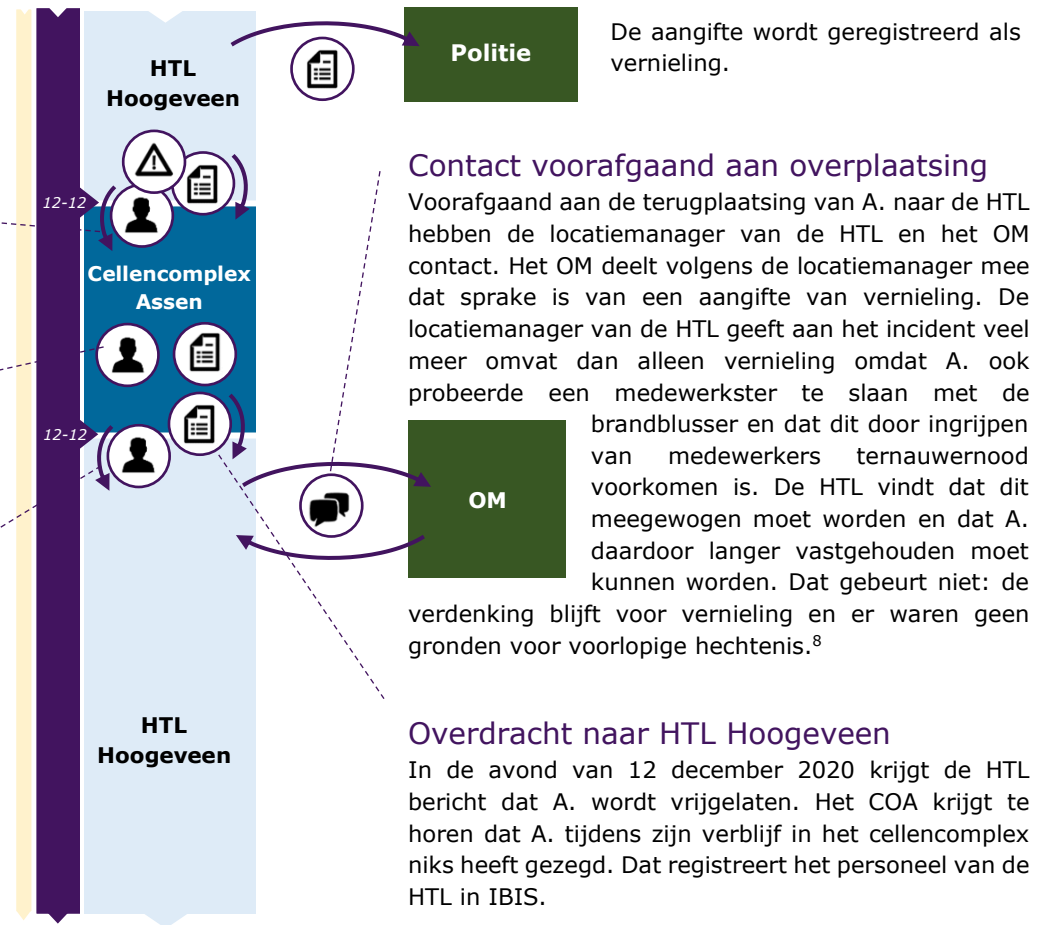 HTL
Hoogeveen
12-12
Cellencomplex
Assen
12-12
HTL
Hoogeveen
Politie
De aangifte wordt geregistreerd als
vernieling.
Contact voorafgaand aan overplaatsing
Voorafgaand aan de terugplaatsing van A. naar de HTL
hebben de locatiemanager van de HTL en het OM
contact. Het OM deelt volgens de locatiemanager mee
dat sprake is van een aangifte van vernieling. De
locatiemanager van de HTL geeft aan het incident veel
meer omvat dan alleen vernieling omdat A. ook
probeerde een medewerkster te slaan met de
brandblusser en dat dit door ingrijpen
van medewerkers ternauwernood
voorkomen is. De HTL vindt dat dit
meegewogen moet worden en dat A.
daardoor langer vastgehouden moet
kunnen worden. Dat gebeurt niet: de
verdenking blijft voor vernieling en er waren geen
gronden voor voorlopige hechtenis.8
OM
Overdracht naar HTL Hoogeveen
In de avond van 12 december 2020 krijgt de HTL
bericht dat A. wordt vrijgelaten. Het COA krijgt te
horen dat A. tijdens zijn verblijf in het cellencomplex
niks heeft gezegd. Dat registreert het personeel van de
HTL in IBIS.